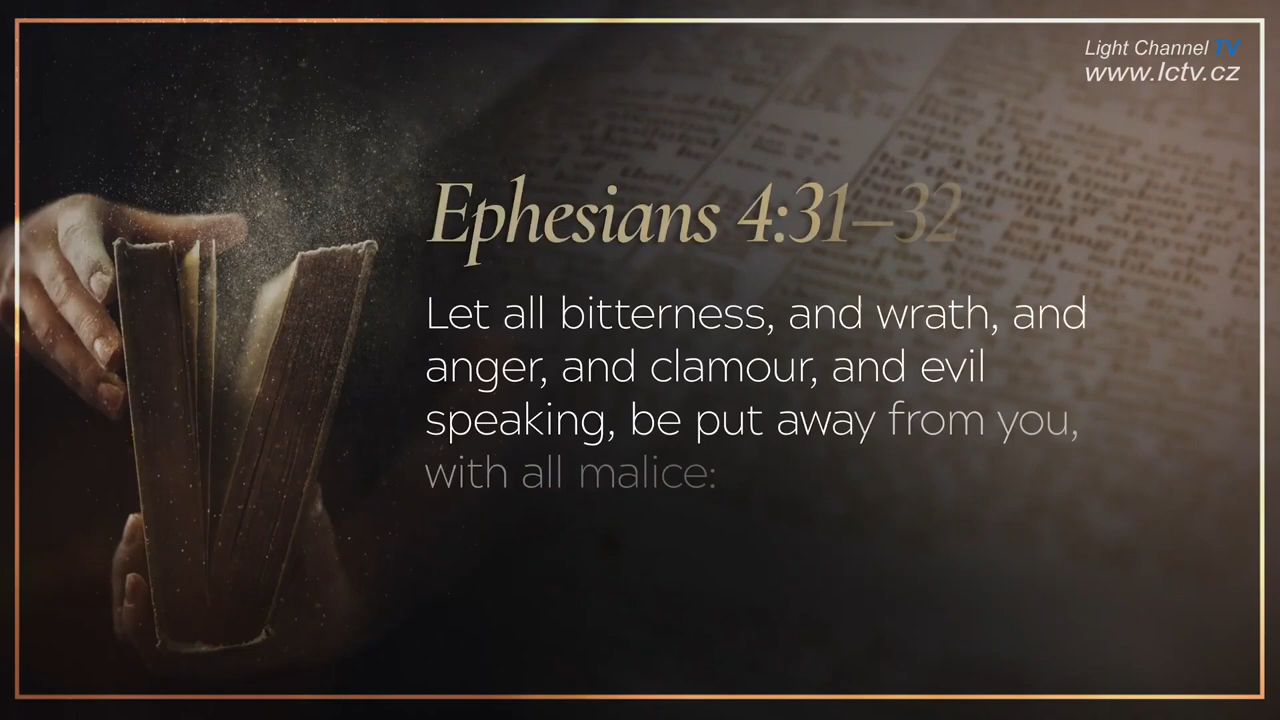 Light Channel TV
www.lctv.cz
Ephesians 4:31–32
Let all bitterness, and wrath, and
anger, and clamour, and evil
speaking, be put away from you,
with all malice: